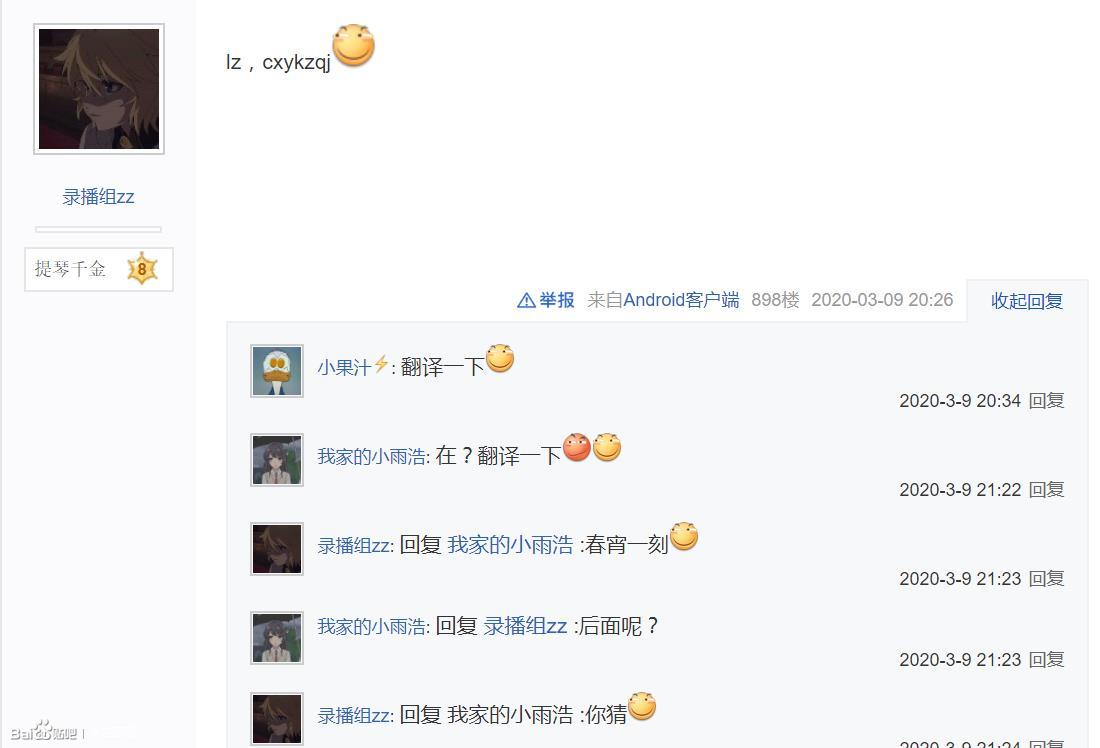 lz，cxykzqj
录播组zz
提琴千金 8
举报 来自Android客户端 898楼 2020-03-09 20:26 收起回复
小果汁⚡: 翻译一下
2020-3-9 20:34 回复
我家的小雨浩: 在？翻译一下
2020-3-9 21:22 回复
录播组zz: 回复 我家的小雨浩 :春宵一刻
2020-3-9 21:23 回复
我家的小雨浩: 回复 录播组zz :后面呢？
2020-3-9 21:23 回复
录播组zz: 回复 我家的小雨浩 :你猜
2020-3-9 21:24 回复
Bai贴吧